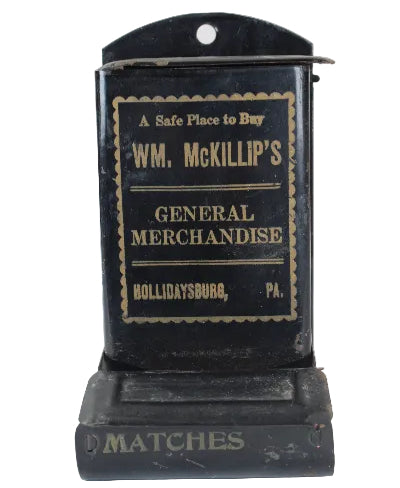 A Safe Place to Buy
WM. McKILLIP'S
GENERAL
MERCHANDISE
HOLLIDAYSBURG, PA.
MATCHES